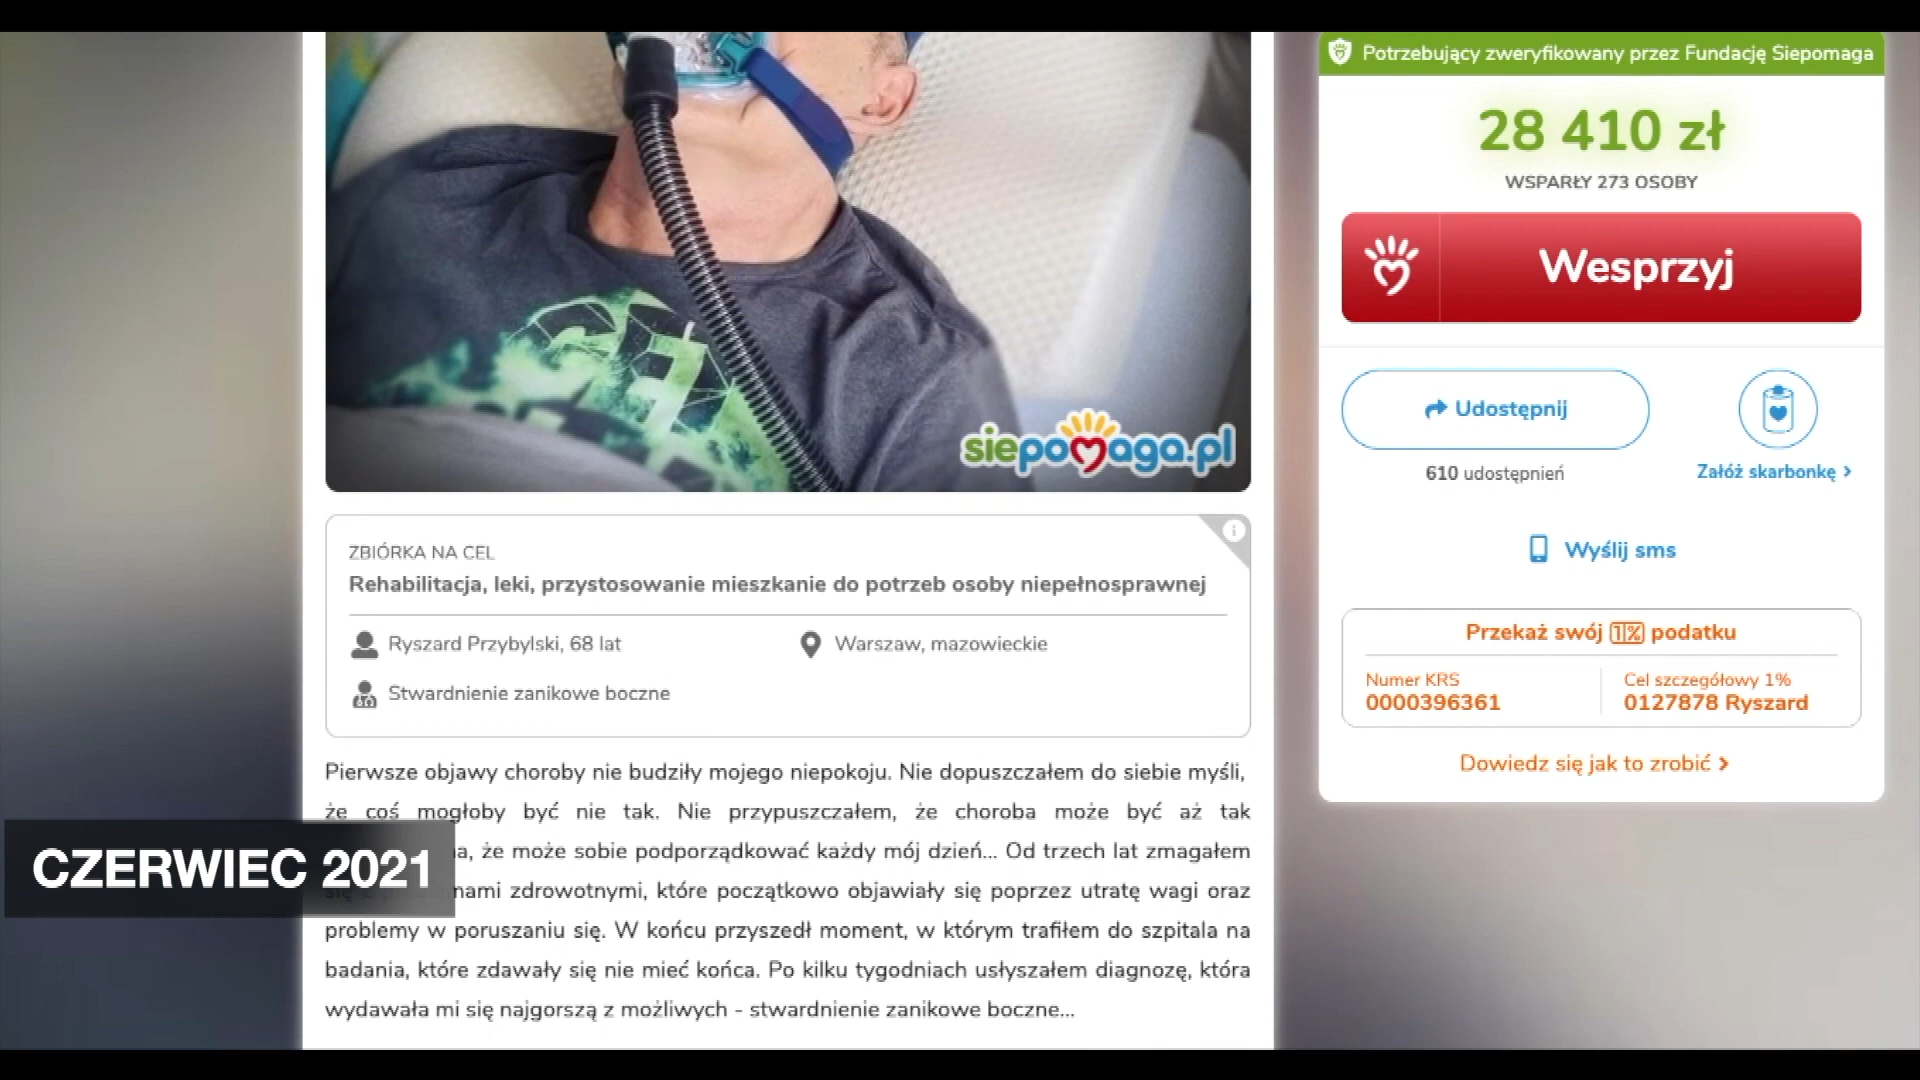 siepomaga.pl
ZBIÓRKA NA CEL
Rehabilitacja, leki, przystosowanie mieszkanie do potrzeb osoby niepełnosprawnej
Ryszard Przybylski, 68 lat
Warszaw, mazowieckie
Stwardnienie zanikowe boczne
Pierwsze objawy choroby nie budziły mojego niepokoju. Nie dopuszczałem do siebie myśli,
że coś mogłoby być nie tak. Nie przypuszczałem, że choroba może być aż tak
że może sobie podporządkować każdy mój dzień... Od trzech lat zmagałem
się zdrowotnymi, które początkowo objawiały się poprzez utratę wagi oraz
problemy w poruszaniu się. W końcu przyszedł moment, w którym trafiłem do szpitala na
badania, które zdawały się nie mieć końca. Po kilku tygodniach usłyszałem diagnozę, która
wydawała mi się najgorszą z możliwych - stwardnienie zanikowe boczne...
CZERWIEC 2021
Potrzebujący zweryfikowany przez Fundację Siepomaga
28 410 zł
WSPARŁY 273 OSOBY
Wesprzyj
Udostępnij
610 udostępnień
Załóż skarbonkę >
Wyślij sms
Przekaż swój 1% podatku
Numer KRS
0000396361
Cel szczegółowy 1%
0127878 Ryszard
Dowiedz się jak to zrobić >